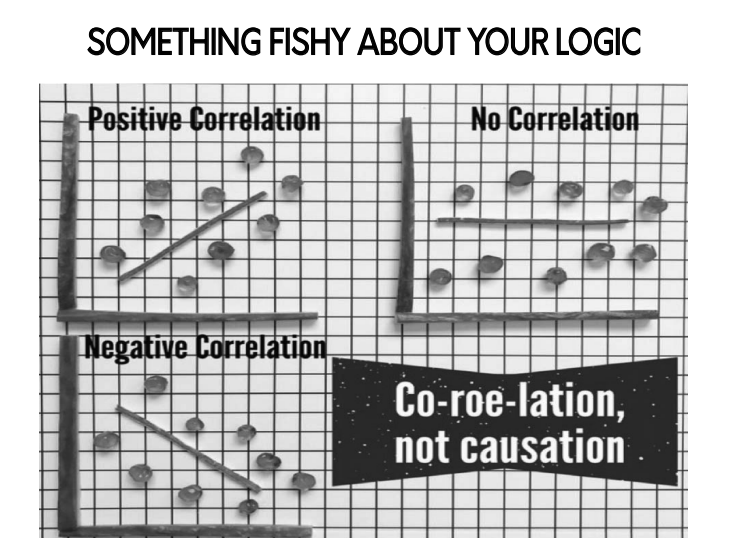 SOMETHING FISHY ABOUT YOUR LOGIC
Positive Correlation
No Correlation
Negative Correlation
Co-roe-lation,
not causation